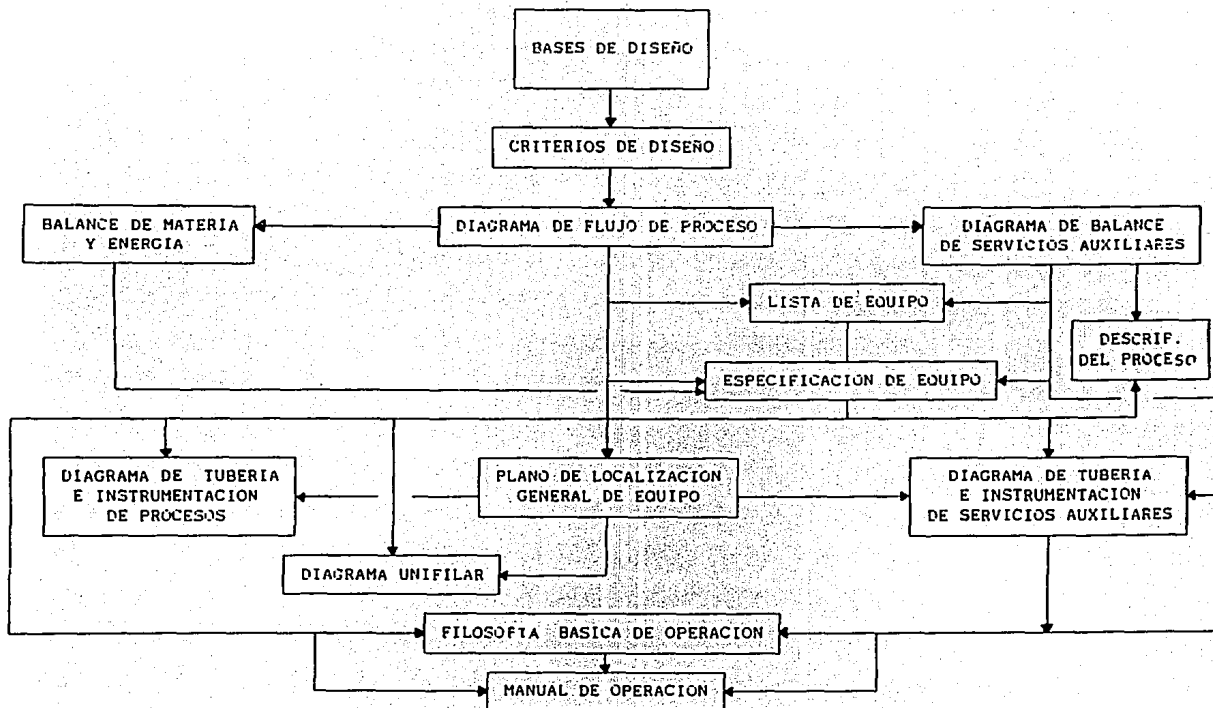 BASES DE DISEÑO
CRITERIOS DE DISEÑO
BALANCE DE MATERIA
Y ENERGIA
DIAGRAMA DE FLUJO DE PROCESO
DIAGRAMA DE BALANCE
DE SERVICIOS AUXILIARES
LISTA DE EQUIPO
DESCRIF.
DEL PROCESO
ESPECIFICACION DE EQUIPO
DIAGRAMA DE TUBERIA
E INSTRUMENTACION
DE PROCESOS
PLANO DE LOCALIZACION
GENERAL DE EQUIPO
DIAGRAMA DE TUBERIA
E INSTRUMENTACION
DE SERVICIOS AUXILIARES
DIAGRAMA UNIFILAR
FILOSOFIA BASICA DE OPERACION
MANUAL DE OPERACION